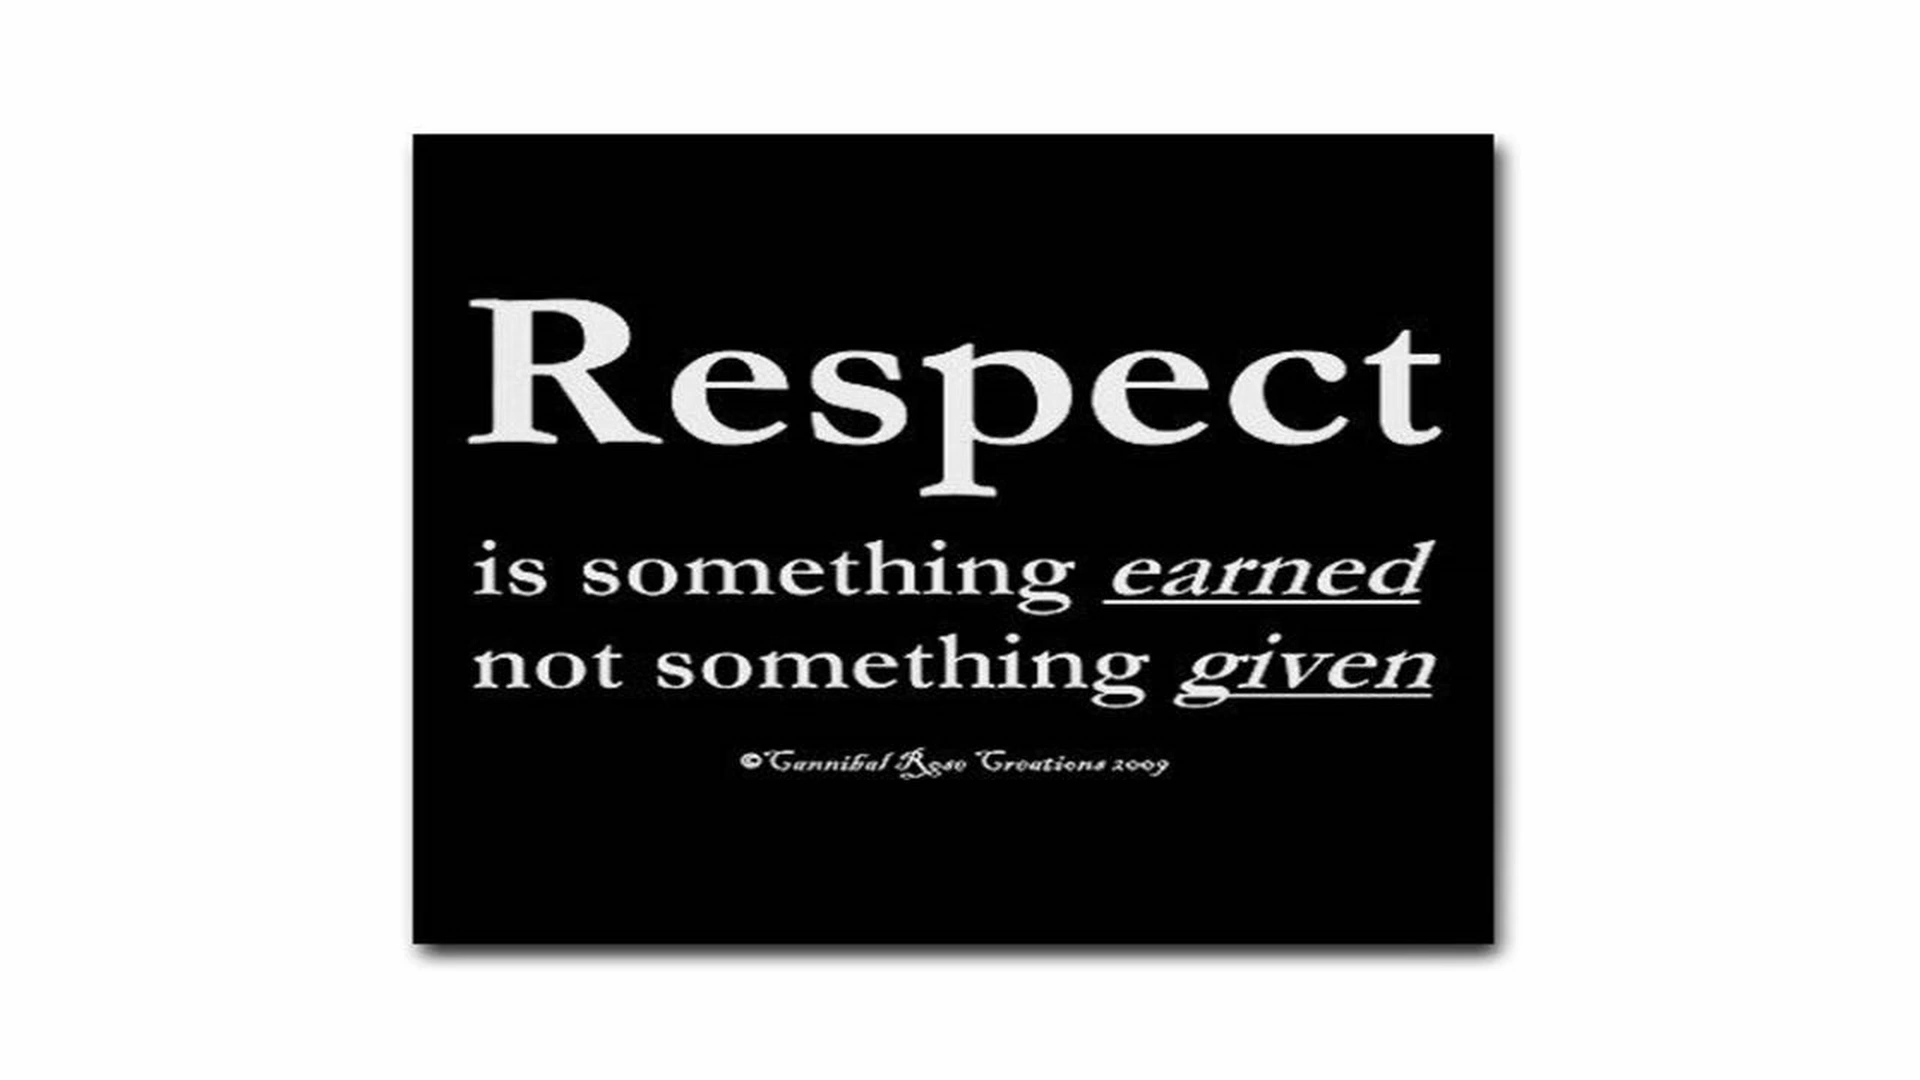 Respect
is something earned
not something given
©Cannibal Rose Creations 2009